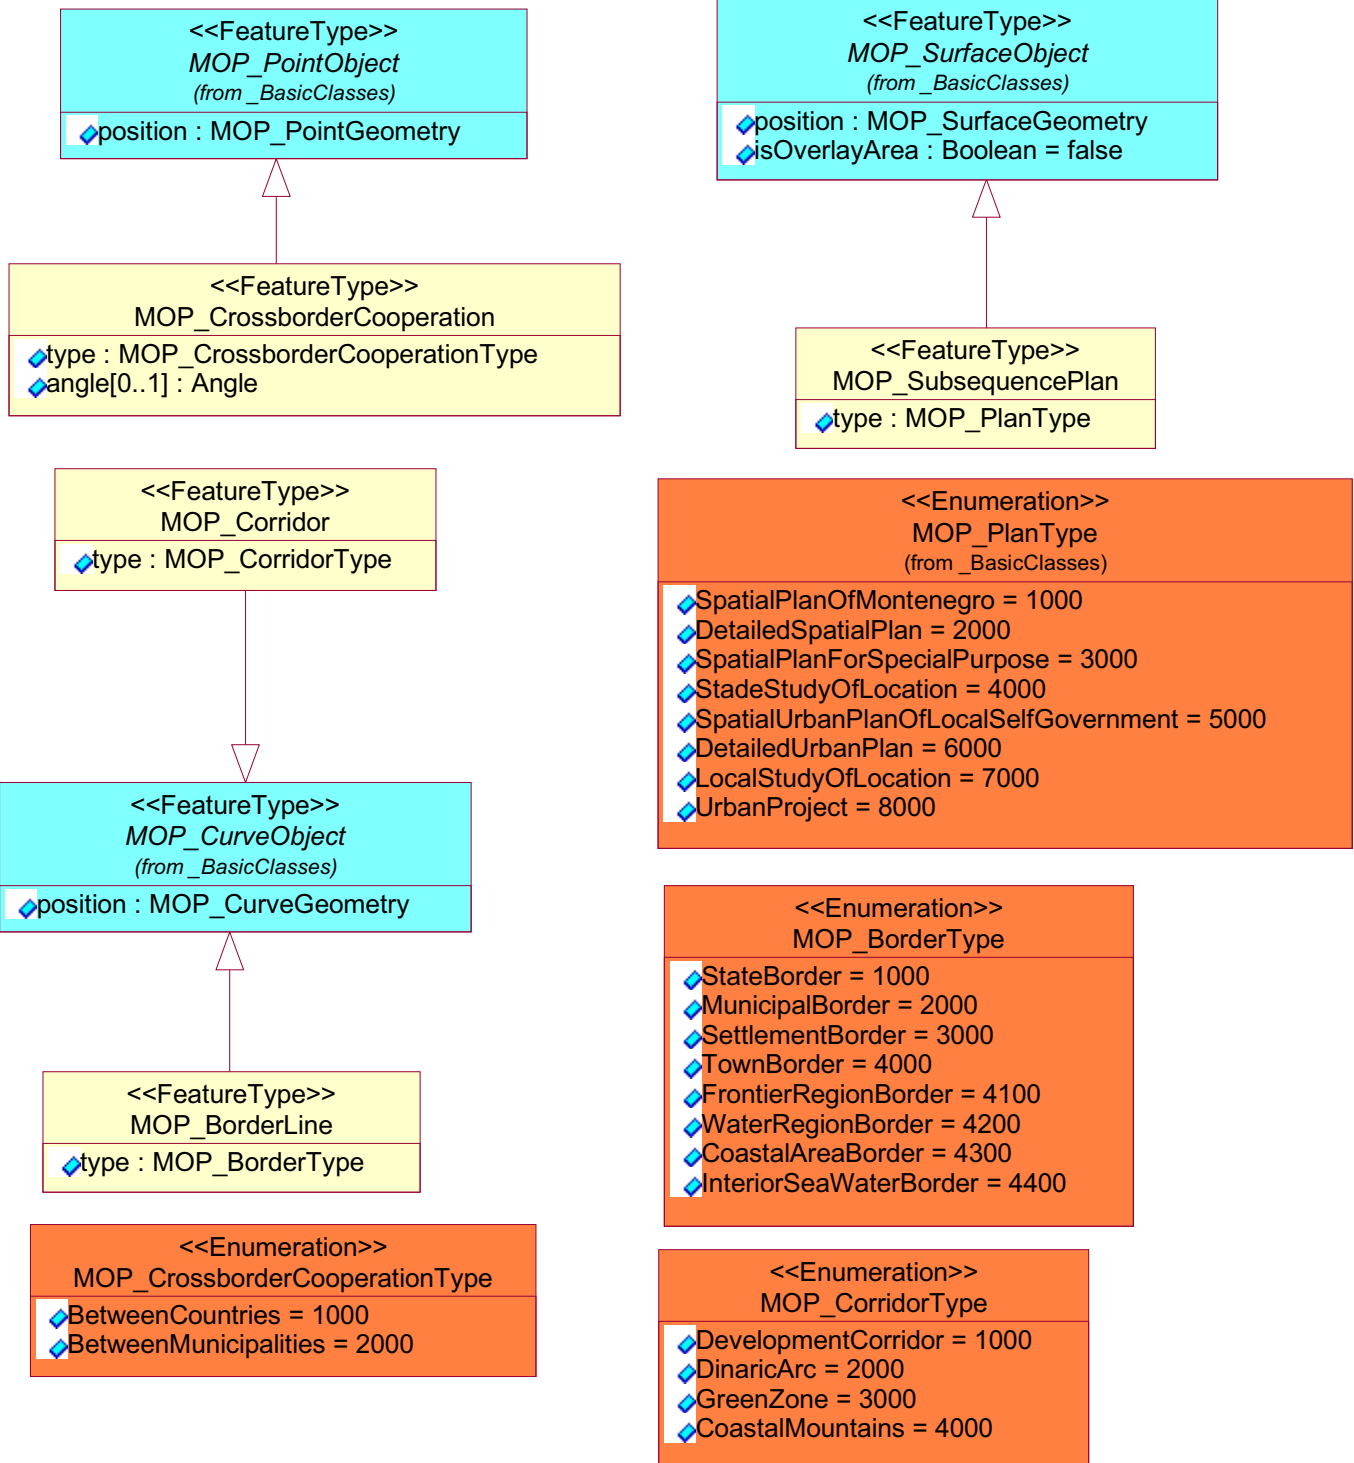 <<FeatureType>>
MOP_PointObject
(from _BasicClasses)
position : MOP_PointGeometry
<<FeatureType>>
MOP_SurfaceObject
(from _BasicClasses)
position : MOP_SurfaceGeometry
isOverlayArea : Boolean = false
<<FeatureType>>
MOP_CrossborderCooperation
type : MOP_CrossborderCooperationType
angle[0..1] : Angle
<<FeatureType>>
MOP_SubsequencePlan
type : MOP_PlanType
<<FeatureType>>
MOP_Corridor
type : MOP_CorridorType
<<Enumeration>>
MOP_PlanType
(from _BasicClasses)
SpatialPlanOfMontenegro = 1000
DetailedSpatialPlan = 2000
SpatialPlanForSpecialPurpose = 3000
StadeStudyOfLocation = 4000
SpatialUrbanPlanOfLocalSelfGovernment = 5000
DetailedUrbanPlan = 6000
LocalStudyOfLocation = 7000
UrbanProject = 8000
<<FeatureType>>
MOP_CurveObject
(from _BasicClasses)
position : MOP_CurveGeometry
<<Enumeration>>
MOP_BorderType
StateBorder = 1000
MunicipalBorder = 2000
SettlementBorder = 3000
TownBorder = 4000
FrontierRegionBorder = 4100
WaterRegionBorder = 4200
CoastalAreaBorder = 4300
InteriorSeaWaterBorder = 4400
<<FeatureType>>
MOP_BorderLine
type : MOP_BorderType
<<Enumeration>>
MOP_CrossborderCooperationType
BetweenCountries = 1000
BetweenMunicipalities = 2000
<<Enumeration>>
MOP_CorridorType
DevelopmentCorridor = 1000
DinaricArc = 2000
GreenZone = 3000
CoastalMountains = 4000